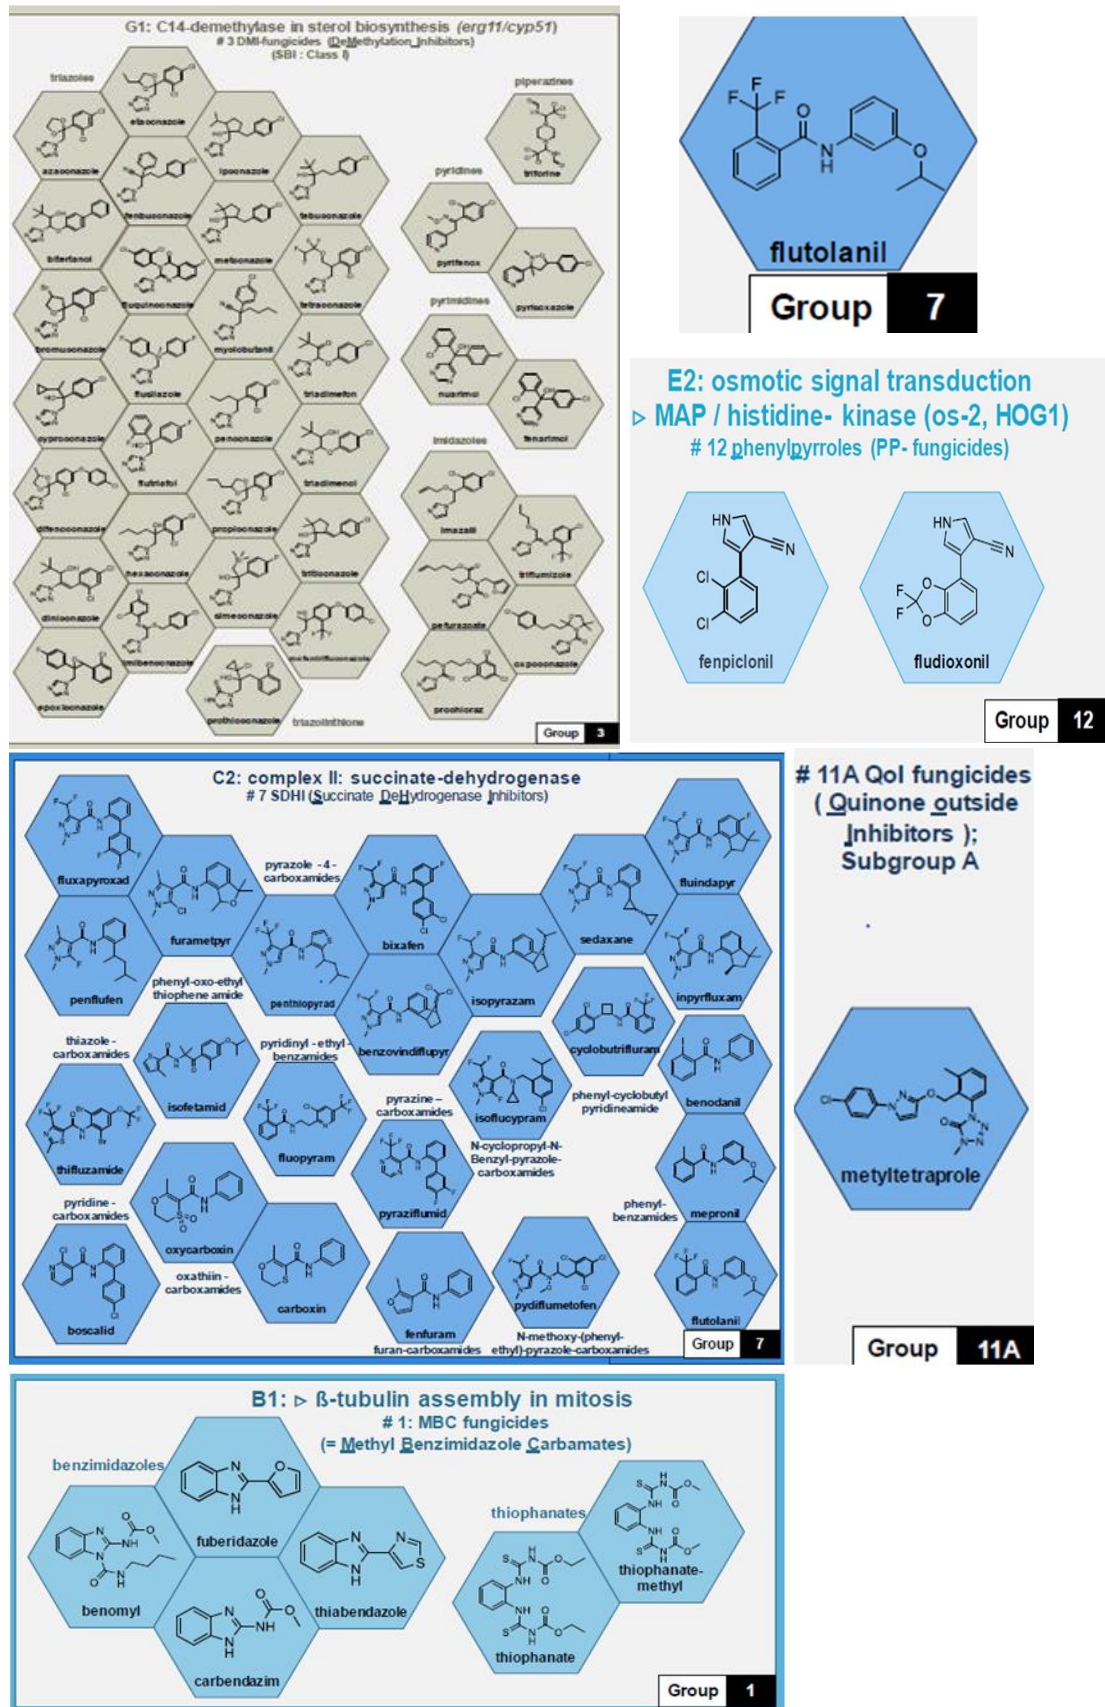 G1: C14-demethylase in sterol biosynthesis (erg11/cyp51)
# 3 DMI-fungicides (DeMethylation Inhibitors)
(SBI : Class I)
triazoles
piperazines
etaconazole
azaconazole
ipconazole
triforine
fenbuconazole
tebuconazole
pyridines
bitertanol
metconazole
pyrifenox
fluquinconazole
tetraconazole
pyrisoxazole
pyrimidines
bromuconazole
myclobutanil
flusilazole
triadimefon
nuarimol
cyproconazole
penconazole
fenarimol
imidazoles
flutriafol
triadimenol
difenoconazole
propiconazole
imazalil
hexaconazole
triticonazole
triflumizole
diniconazole
simeconazole
pefurazoate
imibenconazole
mefentrifluconazole
oxpoconazole
epoxiconazole
prothioconazole
triazolinthione
prochloraz
Group 3
flutolanil
Group 7
E2: osmotic signal transduction
▷ MAP / histidine- kinase (os-2, HOG1)
# 12 phenylpyrroles (PP- fungicides)
fenpiclonil
fludioxonil
Group 12
C2: complex II: succinate-dehydrogenase
# 7 SDHI (Succinate DeHydrogenase Inhibitors)
fluxapyroxad
pyrazole -4 -
carboxamides
fluindapyr
furametpyr
bixafen
sedaxane
penflufen
phenyl-oxo-ethyl
thiophene amide
penthiopyrad
isopyrazam
inpyrfluxam
thiazole -
carboxamides
isofetamid
pyridinyl - ethyl -
benzamides
benzovindiflupyr
cyclobutrifluram
isoflucypram
phenyl-cyclobutyl
pyridineamide
benodanil
pyrazine –
carboxamides
thifluzamide
fluopyram
N-cyclopropyl-N-
Benzyl-pyrazole-
carboxamides
pyridine -
carboxamides
pyraziflumid
phenyl-
benzamides
mepronil
oxycarboxin
oxathiin -
carboxamides
carboxin
boscalid
fenfuram
furan-carboxamides
pydiflumetofen
N-methoxy-(phenyl-
ethyl)-pyrazole-carboxamides
flutolanil
Group 7
# 11A QoI fungicides
( Quinone outside
Inhibitors );
Subgroup A
metyltetraprole
Group 11A
B1: ▷ ß-tubulin assembly in mitosis
# 1: MBC fungicides
(= Methyl Benzimidazole Carbamates)
benzimidazoles
thiophanates
fuberidazole
benomyl
thiabendazole
carbendazim
thiophanate-
methyl
thiophanate
Group 1